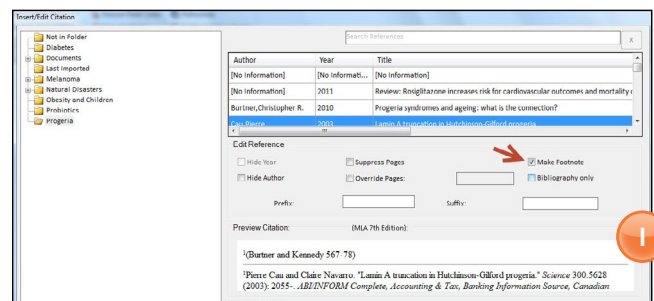 Insert/Edit Citation
Not in Folder
Diabetes
Documents
Last Imported
Melanoma
Natural Disasters
Obesity and Children
Probiotics
Progeria
Search References
x
Author Year Title
[No Information] [No Informati... [No Information]
[No Information] 2011 Review: Rosiglitazone increases risk for cardiovascular outcomes and mortality r
Burtner,Christopher R. 2010 Progeria syndromes and ageing: what is the connection?
Cau,Pierre 2003 Lamin A truncation in Hutchinson-Gilford progeria
Edit Reference
Hide Year Suppress Pages Make Footnote
Hide Author Override Pages: Bibliography only
Prefix: Suffix:
Preview Citation: (MLA 7th Edition):
1(Burtner and Kennedy 567-78)
1Pierre Cau and Claire Navarro. "Lamin A truncation in Hutchinson-Gilford progeria." Science 300.5628
(2003): 2055-. ABI/INFORM Complete, Accounting & Tax, Banking Information Source, Canadian
1